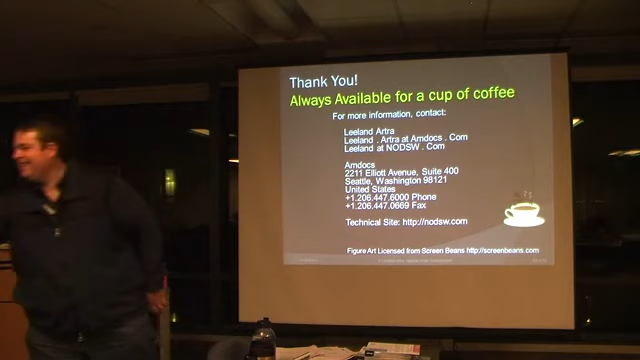 Thank You!
Always Available for a cup of coffee
For more information, contact:
Leeland Artra
Leeland . Artra at Amdocs . Com
Leeland at NODSW . Com
Amdocs
2211 Elliott Avenue, Suite 400
Seattle, Washington 98121
United States
+1.206.447.6000 Phone
+1.206.447.0669 Fax
Technical Site: http://nodsw.com
Figure Art Licensed from Screen Beans http://screenbeans.com